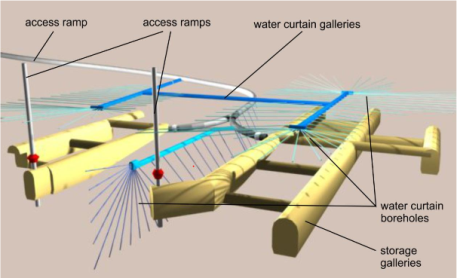 access ramp
access ramps
water curtain galleries
water curtain
boreholes
storage
galleries